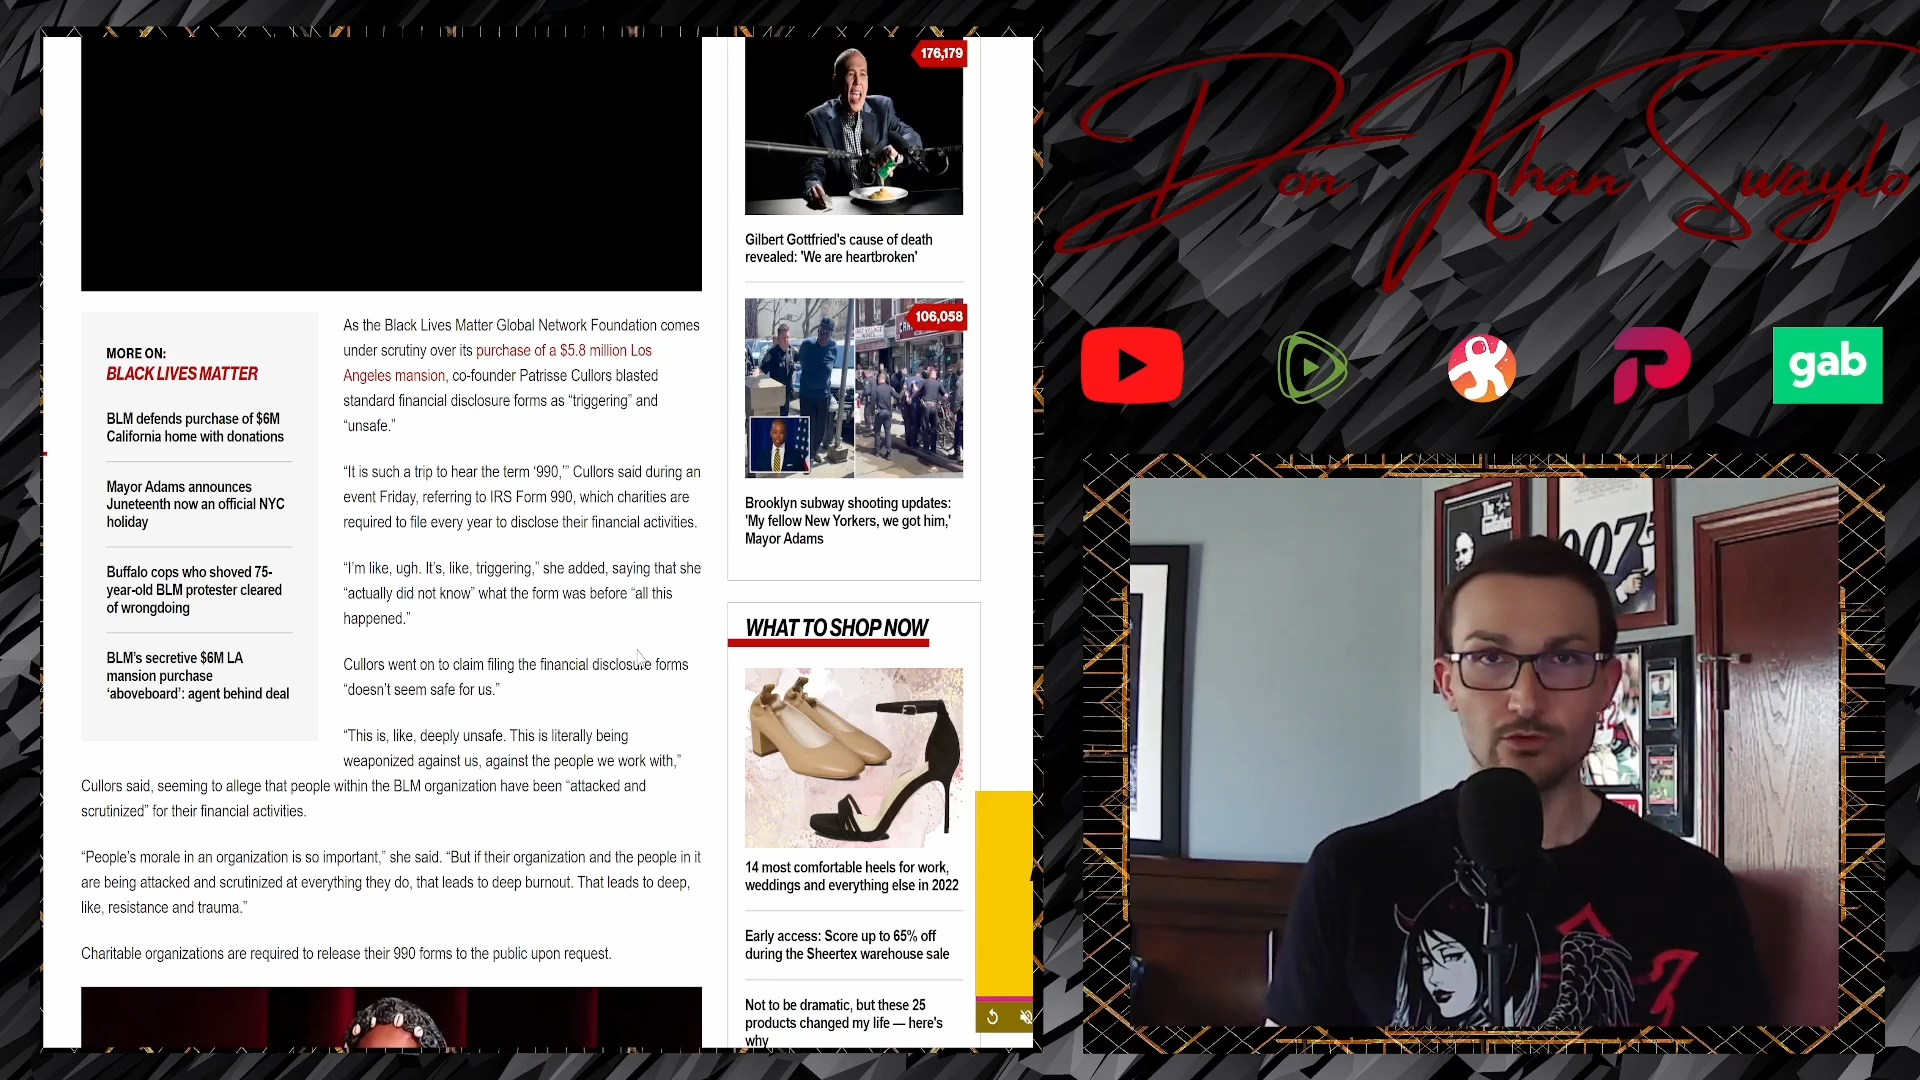 176,179
Gilbert Gottfried's cause of death
revealed: 'We are heartbroken'
106,058
Brooklyn subway shooting updates:
'My fellow New Yorkers, we got him,'
Mayor Adams
MORE ON:
BLACK LIVES MATTER
BLM defends purchase of $6M
California home with donations
Mayor Adams announces
Juneteenth now an official NYC
holiday
Buffalo cops who shoved 75-
year-old BLM protester cleared
of wrongdoing
BLM's secretive $6M LA
mansion purchase
'aboveboard': agent behind deal
As the Black Lives Matter Global Network Foundation comes
under scrutiny over its purchase of a $5.8 million Los
Angeles mansion, co-founder Patrisse Cullors blasted
standard financial disclosure forms as “triggering” and
“unsafe.”
“It is such a trip to hear the term ‘990,’” Cullors said during an
event Friday, referring to IRS Form 990, which charities are
required to file every year to disclose their financial activities.
“I’m like, ugh. It’s, like, triggering,” she added, saying that she
“actually did not know” what the form was before “all this
happened.”
Cullors went on to claim filing the financial disclosure forms
“doesn’t seem safe for us.”
“This is, like, deeply unsafe. This is literally being
weaponized against us, against the people we work with,”
Cullors said, seeming to allege that people within the BLM organization have been “attacked and
scrutinized” for their financial activities.
“People’s morale in an organization is so important,” she said. “But if their organization and the people in it
are being attacked and scrutinized at everything they do, that leads to deep burnout. That leads to deep,
like, resistance and trauma.”
Charitable organizations are required to release their 990 forms to the public upon request.
WHAT TO SHOP NOW
14 most comfortable heels for work,
weddings and everything else in 2022
Early access: Score up to 65% off
during the Sheertex warehouse sale
Not to be dramatic, but these 25
products changed my life — here's
why
Don Khan Swaylo
gab
007